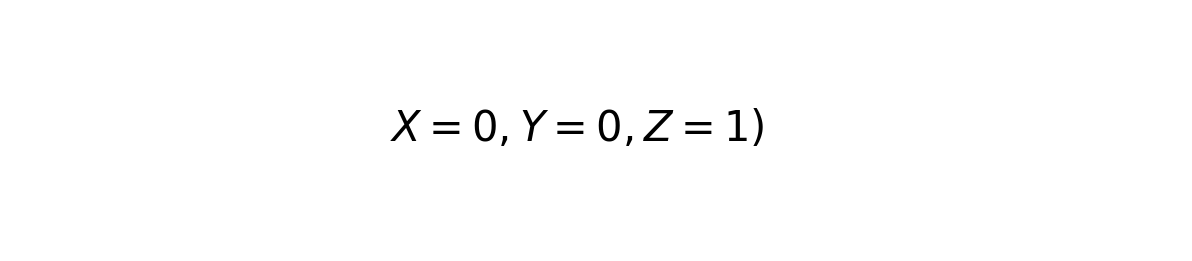 X = 0, Y = 0, Z = 1)